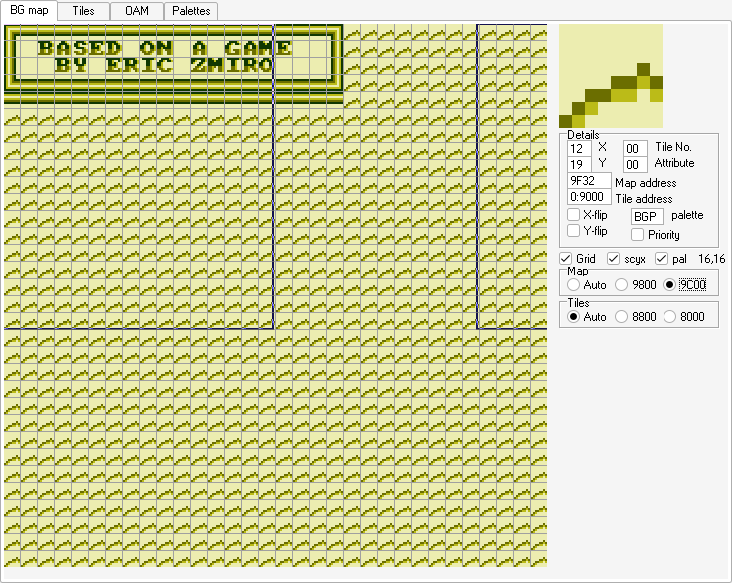 BG map Tiles OAM Palettes
BASED ON A GAME
BY ERIC ZMIRO
Details
12 X 00 Tile No.
19 Y 00 Attribute
9F32 Map address
0:9000 Tile address
X-flip BGP palette
Y-flip Priority
Grid scyx pal 16,16
Map
Auto 9800 9C00
Tiles
Auto 8800 8000